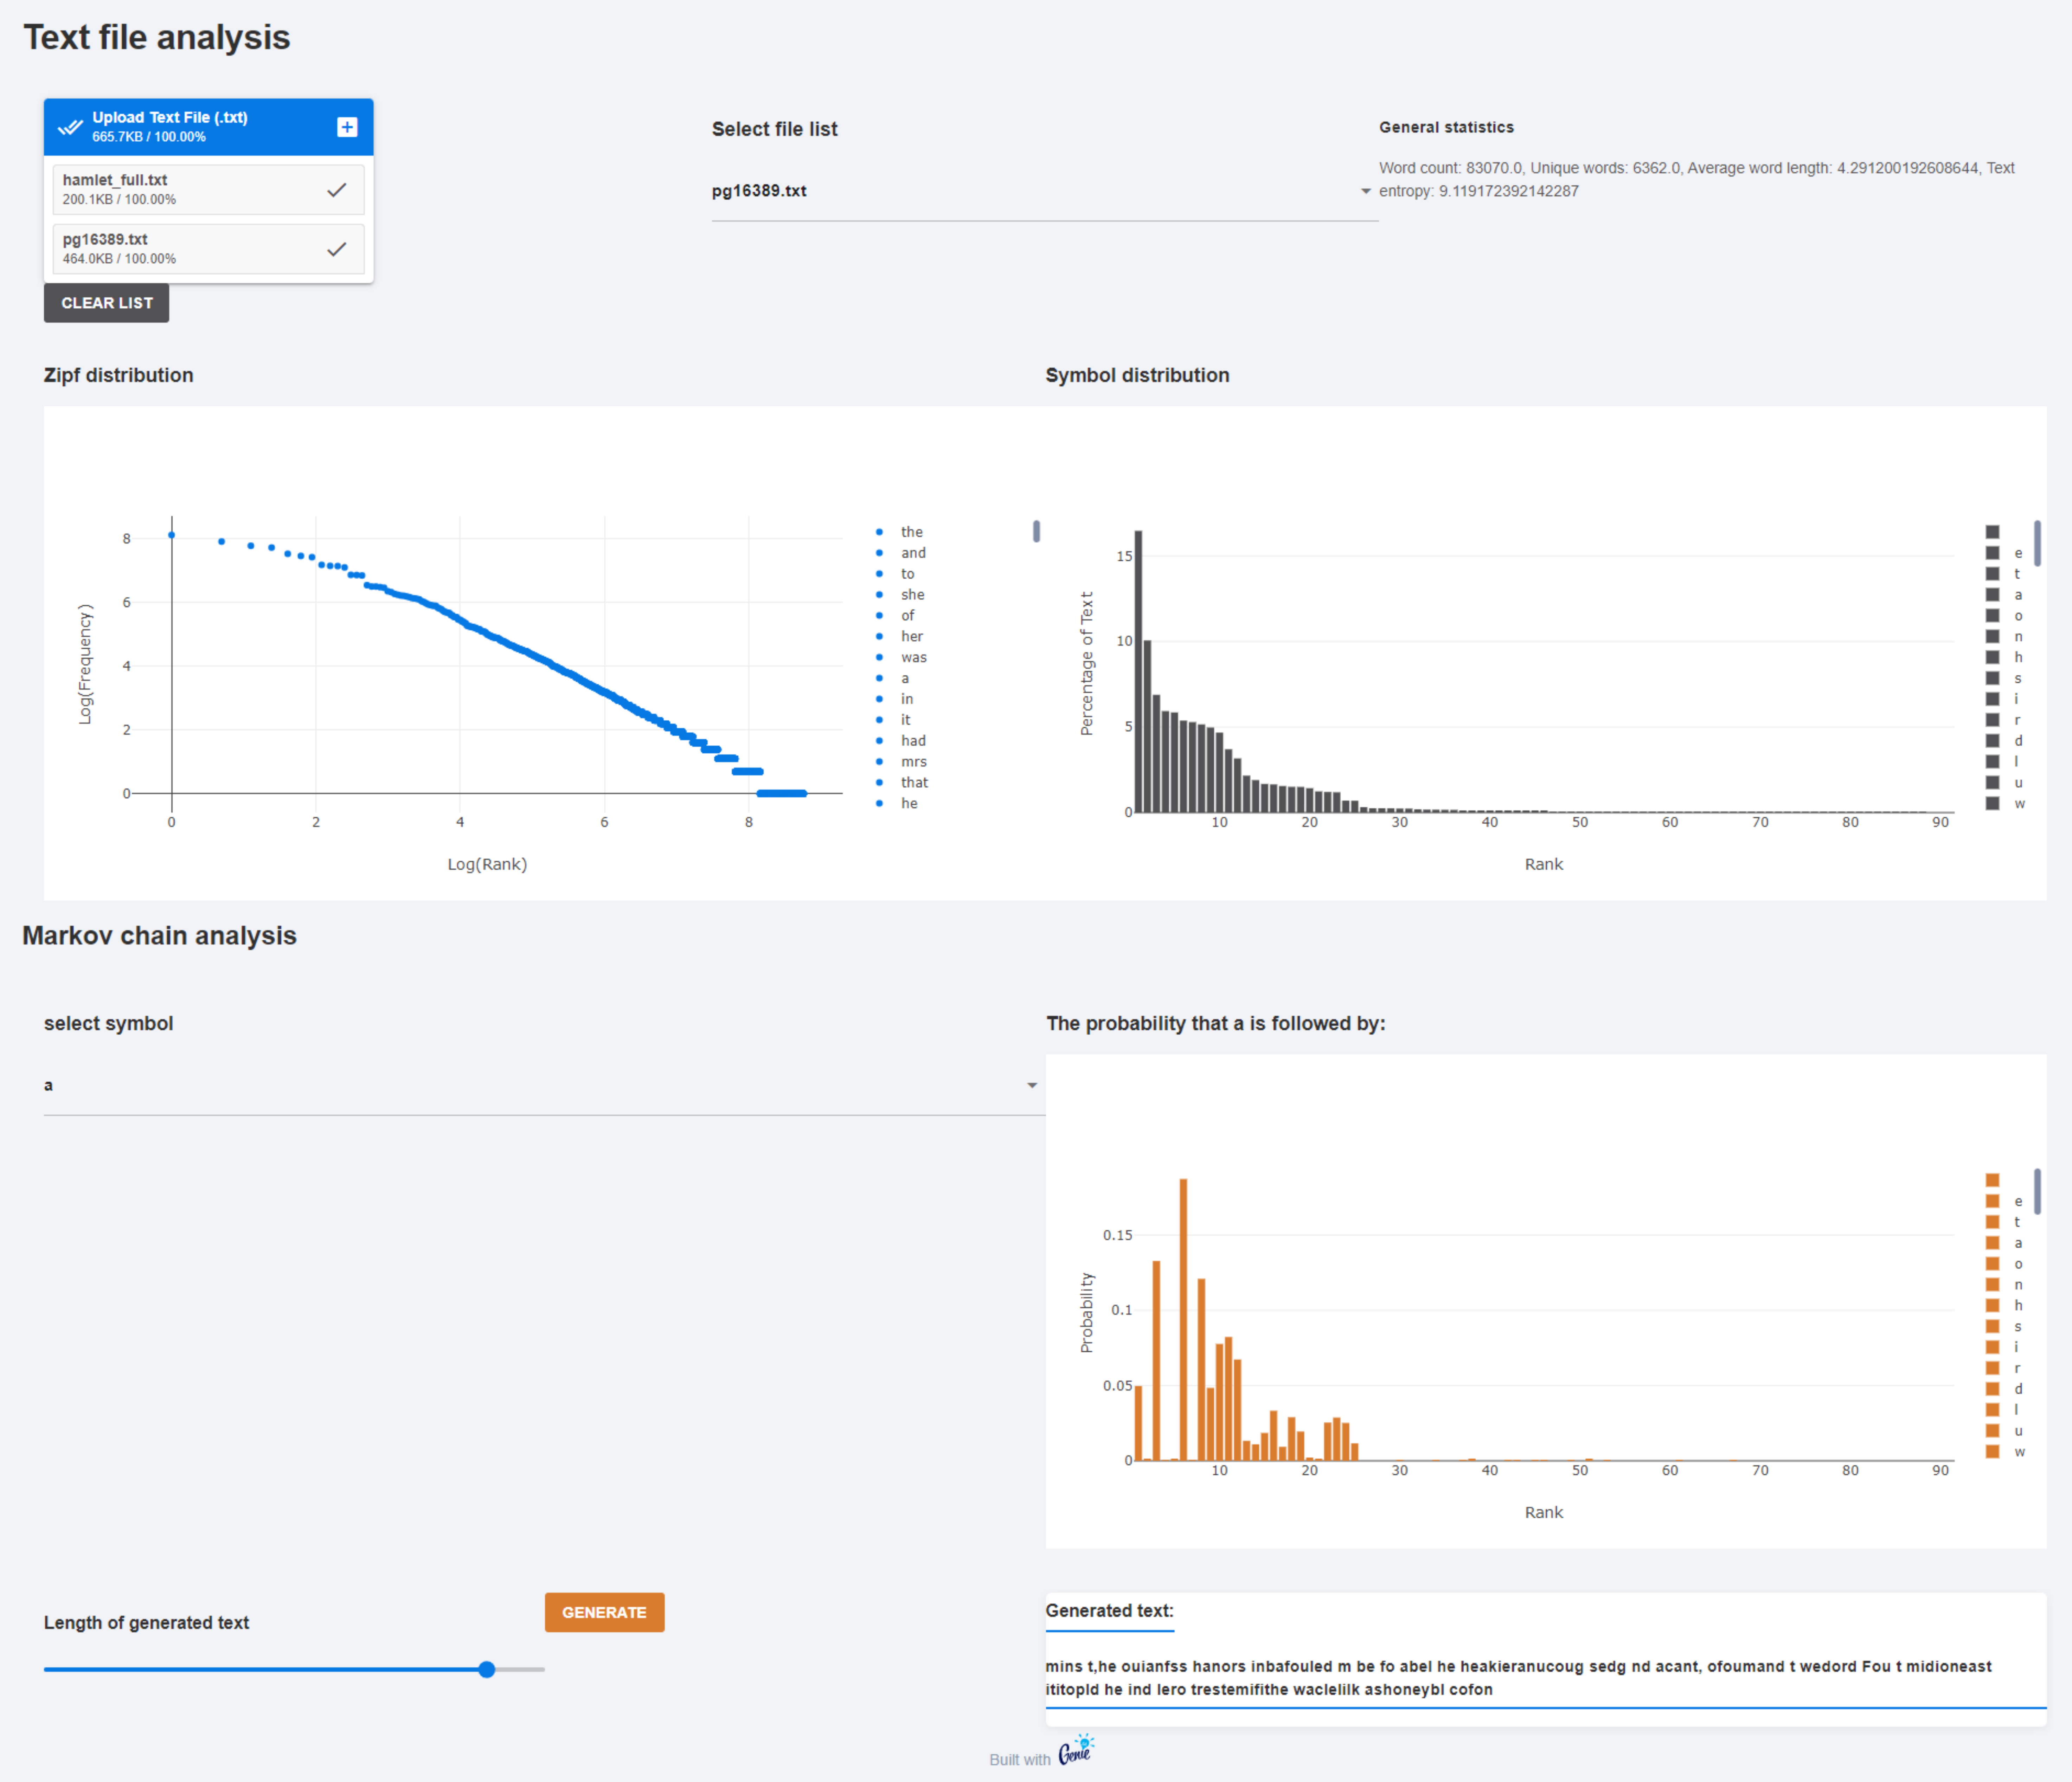 Text file analysis
Upload Text File (.txt)
665.7KB / 100.00%
hamlet_full.txt
200.1KB / 100.00%
pg16389.txt
464.0KB / 100.00%
CLEAR LIST
Select file list
pg16389.txt
General statistics
Word count: 83070.0, Unique words: 6362.0, Average word length: 4.291200192608644, Text
entropy: 9.119172392142287
Zipf distribution
8
6
4
2
0
Log(Frequency)
0 2 4 6 8
Log(Rank)
the
and
to
she
of
her
was
a
in
it
had
mrs
that
he
Symbol distribution
15
10
5
0
Percentage of Text
10 20 30 40 50 60 70 80 90
Rank
e
t
a
o
n
h
s
i
r
d
l
u
w
Markov chain analysis
select symbol
a
The probability that a is followed by:
0.15
0.1
0.05
0
Probability
10 20 30 40 50 60 70 80 90
Rank
e
t
a
o
n
h
s
i
r
d
l
u
w
Length of generated text
GENERATE
Generated text:
mins t,he ouianfss hanors inbafouled m be fo abel he heakieranucoug sedg nd acant, ofoumand t wedord Fou t midioneast
ititopld he ind lero trestemifithe waclelilk ashoneybl cofon
Built with Genie